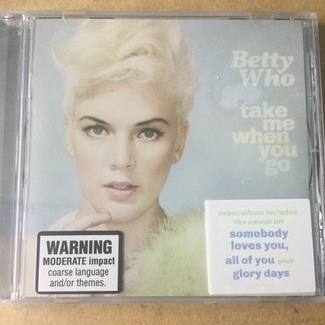 Betty
Who
take
me
when
you
go
debut album includes
the smash hit
somebody
loves you,
all of you plus
glory days
WARNING
MODERATE impact
coarse language
and/or themes.